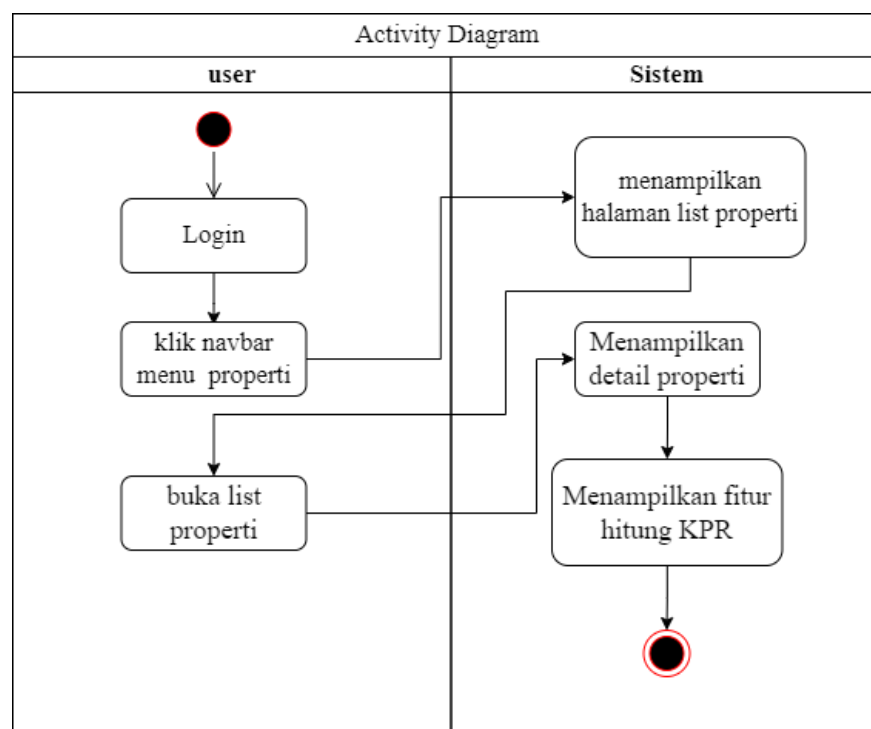 Activity Diagram
user
Sistem
Login
klik navbar
menu properti
menampilkan
halaman list properti
buka list
properti
Menampilkan
detail properti
Menampilkan fitur
hitung KPR